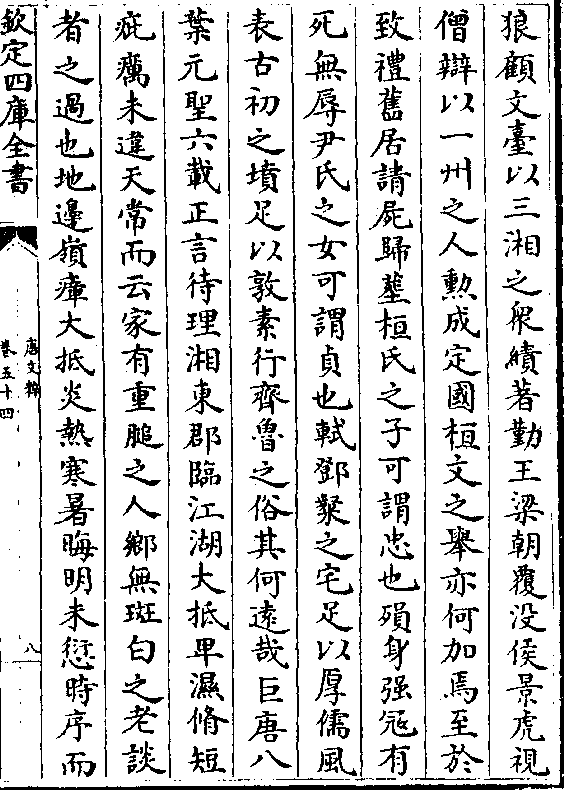 狼顧文臺以三湘之衆績著勤王梁朝覆没侯景虎視
僧辯以一州之人勲成定國桓文之舉亦何加焉至於
致禮舊居請屍歸塟桓氏之子可謂忠也殞身强冦有
死無辱尹氏之女可謂貞也軾鄧粲之宅足以厚儒風
表古初之墳足以敦素行齊魯之俗其何逺哉巨唐八
葉元聖六載正言待理湘東郡臨江湖大抵卑濕脩短
疵癘未違天常而云家有重膇之人鄉無斑白之老談
者之過也地邊嶺瘴大抵炎熱寒暑晦明未愆時序而
欽定四庫全書
唐文粹
卷五十四
八